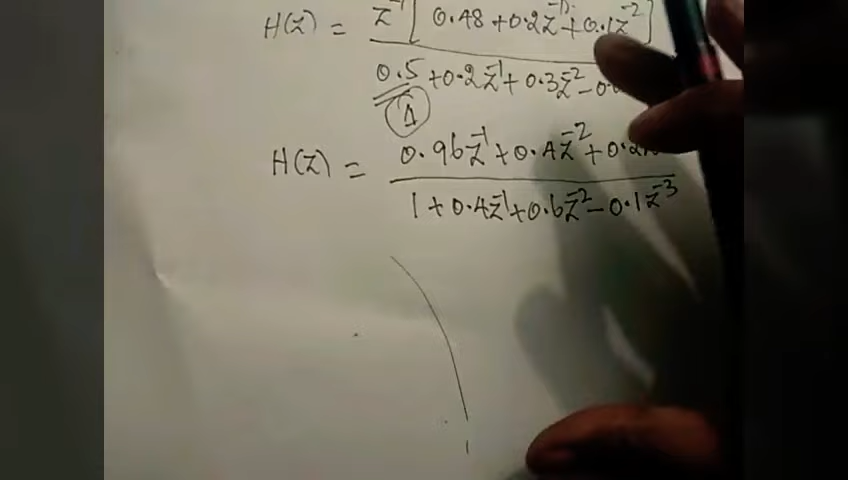 H(z) = z⁻¹[ 0.48 + 0.2z⁻¹ + 0.1z⁻² ]
0.5 + 0.2z⁻¹ + 0.3z⁻² - 0.
1
H(z) = 0.96z⁻¹ + 0.4z⁻² + 0.2
1 + 0.4z⁻¹ + 0.6z⁻² - 0.1z⁻³